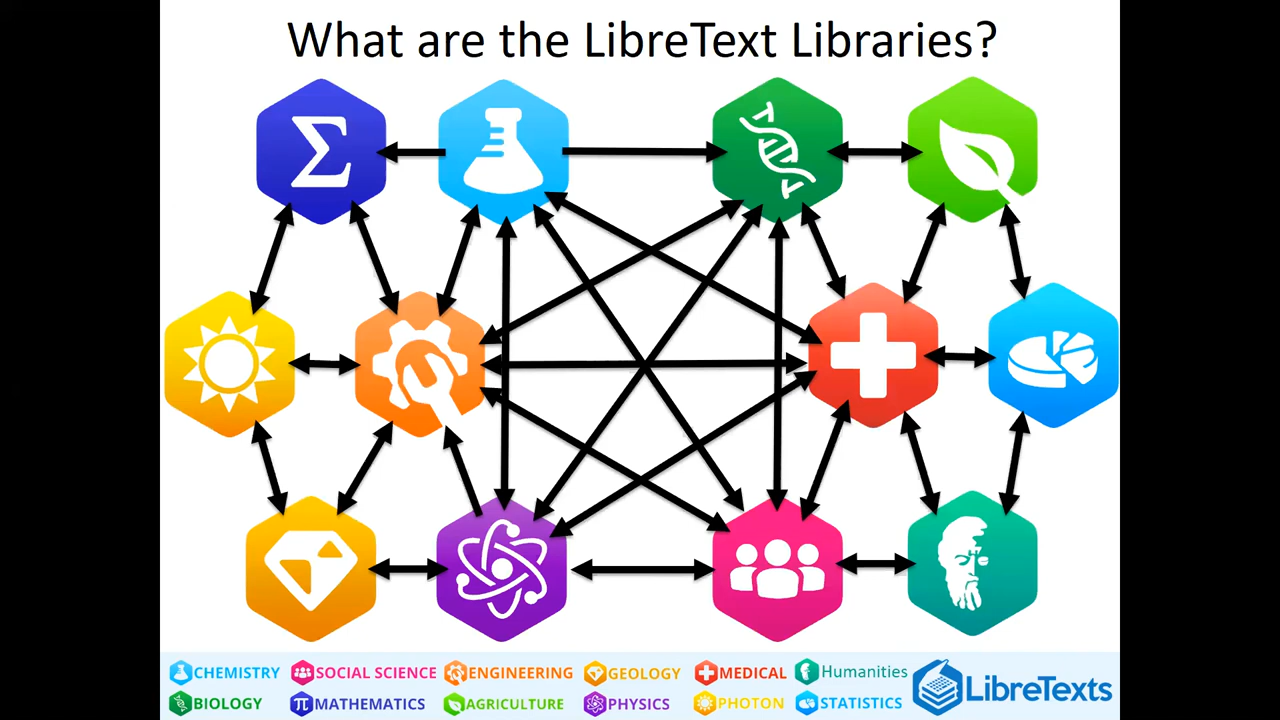 What are the LibreText Libraries?
Σ
CHEMISTRY SOCIAL SCIENCE ENGINEERING GEOLOGY MEDICAL Humanities
BIOLOGY π MATHEMATICS AGRICULTURE PHYSICS PHOTON STATISTICS
LibreTexts